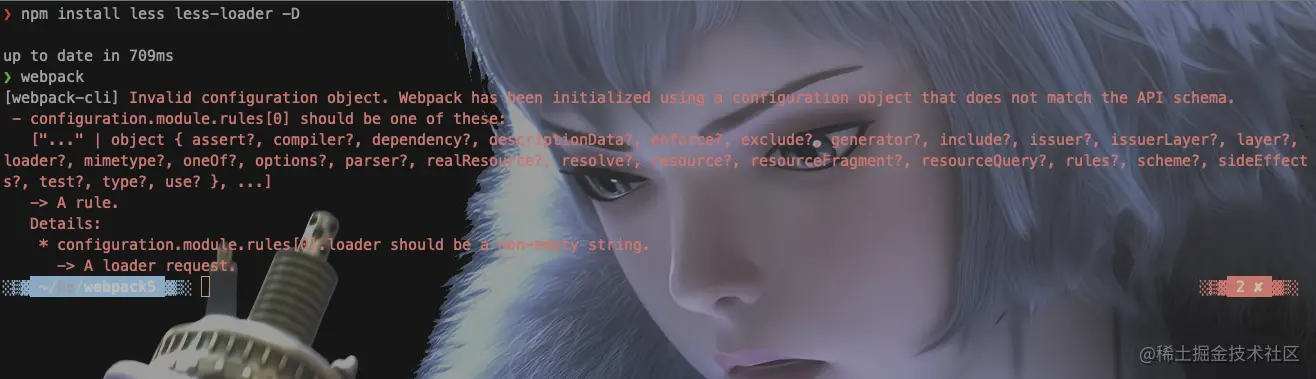 ❯ npm install less less-loader -D
up to date in 709ms
❯ webpack
[webpack-cli] Invalid configuration object. Webpack has been initialized using a configuration object that does not match the API schema.
- configuration.module.rules[0] should be one of these:
["..." | object { assert?, compiler?, dependency?, descriptionData?, enforce?, exclude?, generator?, include?, issuer?, issuerLayer?, layer?,
loader?, mimetype?, oneOf?, options?, parser?, realResource?, resolve?, resource?, resourceFragment?, resourceQuery?, rules?, scheme?, sideEffect
s?, test?, type?, use? }, ...]
-> A rule.
Details:
* configuration.module.rules[0].loader should be a non-empty string.
-> A loader request.
webpack5 2 ✘
@稀土掘金技术社区